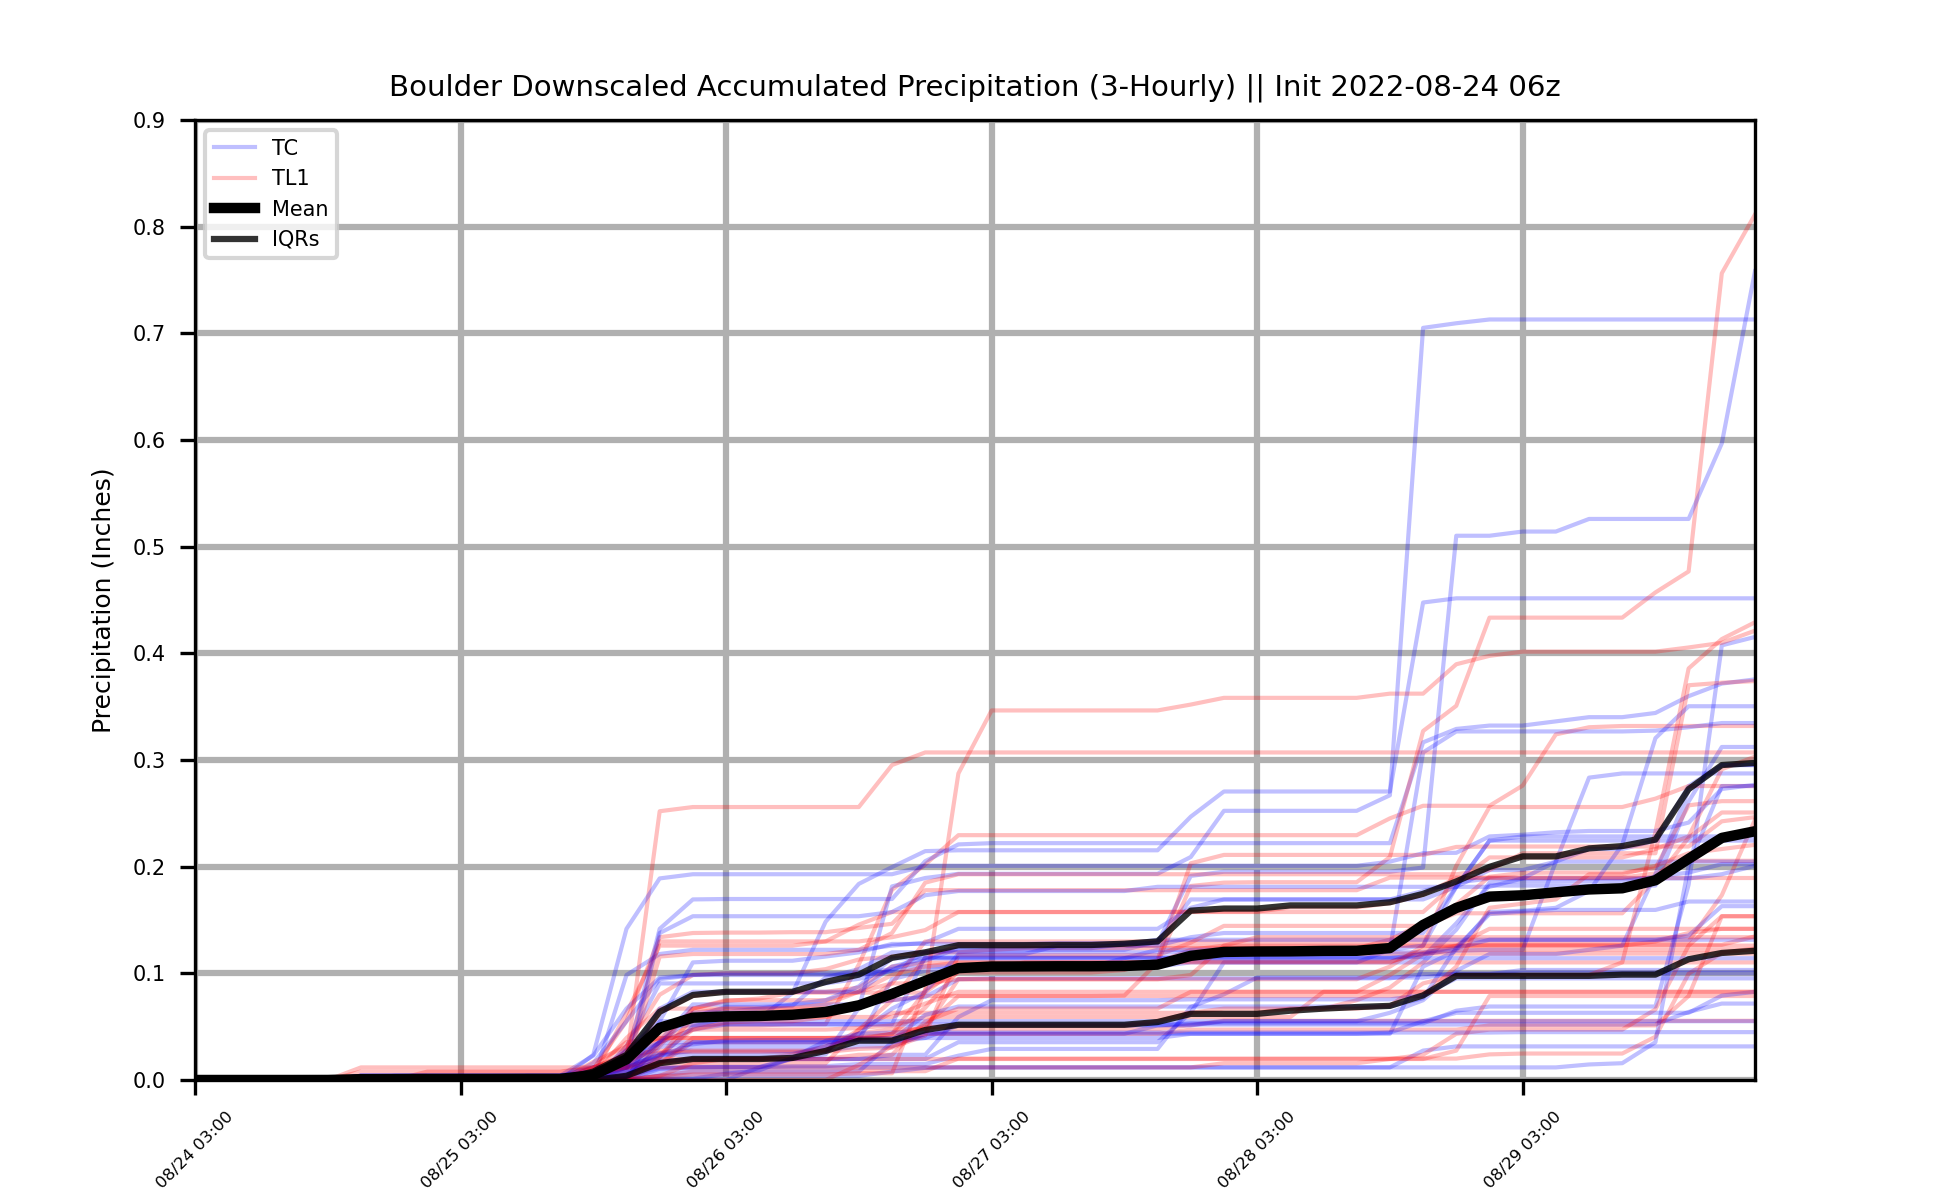 Boulder Downscaled Accumulated Precipitation (3-Hourly) || Init 2022-08-24 06z
TC
TL1
Mean
IQRs
Precipitation (Inches)
0.9
0.8
0.7
0.6
0.5
0.4
0.3
0.2
0.1
0.0
08/24 03:00
08/25 03:00
08/26 03:00
08/27 03:00
08/28 03:00
08/29 03:00